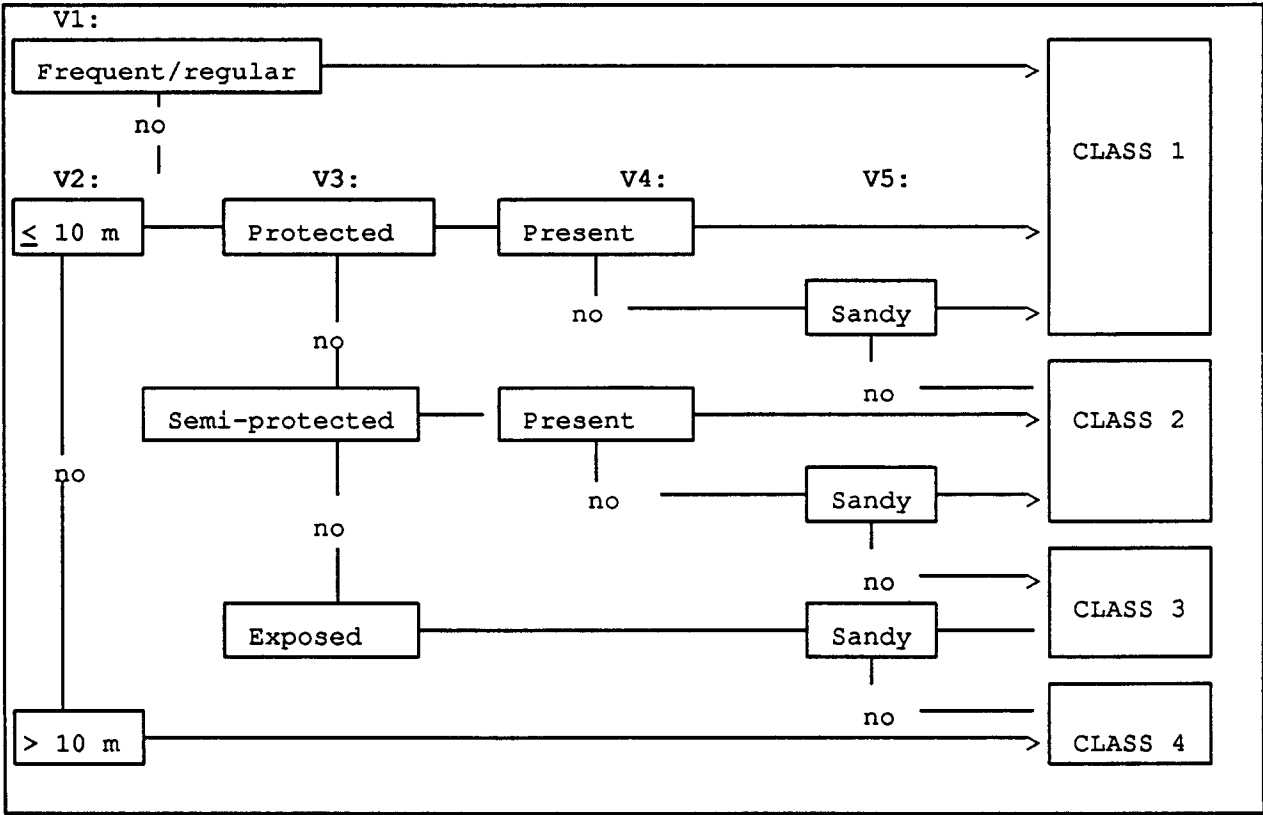 V1:
Frequent/regular
no
CLASS 1
V2: V3: V4: V5:
≤ 10 m Protected Present
no Sandy
no
no
Semi-protected Present CLASS 2
no
no Sandy
no
no
CLASS 3
Exposed Sandy
no
> 10 m CLASS 4